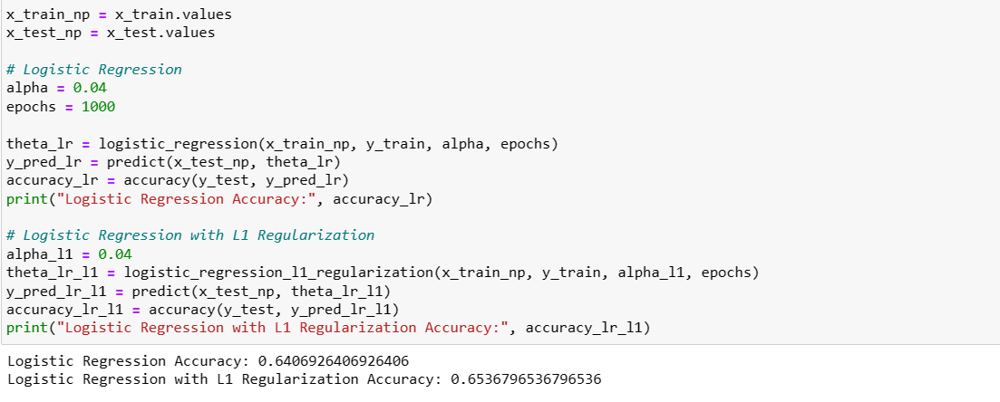 x_train_np = x_train.values
x_test_np = x_test.values
# Logistic Regression
alpha = 0.04
epochs = 1000
theta_lr = logistic_regression(x_train_np, y_train, alpha, epochs)
y_pred_lr = predict(x_test_np, theta_lr)
accuracy_lr = accuracy(y_test, y_pred_lr)
print("Logistic Regression Accuracy:", accuracy_lr)
# Logistic Regression with L1 Regularization
alpha_l1 = 0.04
theta_lr_l1 = logistic_regression_l1_regularization(x_train_np, y_train, alpha_l1, epochs)
y_pred_lr_l1 = predict(x_test_np, theta_lr_l1)
accuracy_lr_l1 = accuracy(y_test, y_pred_lr_l1)
print("Logistic Regression with L1 Regularization Accuracy:", accuracy_lr_l1)
Logistic Regression Accuracy: 0.6406926406926406
Logistic Regression with L1 Regularization Accuracy: 0.6536796536796536